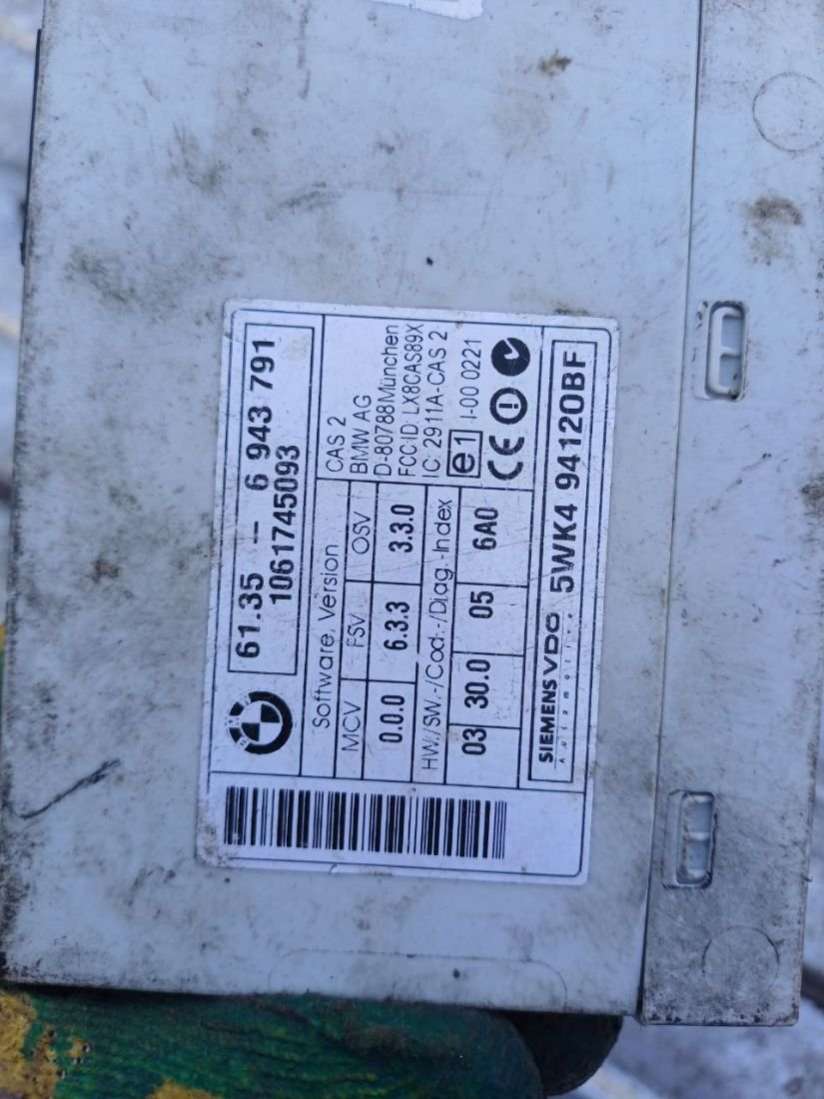 61.35 -- 6 943 791
1061745093
Software, Version
MCV FSV OSV
0.0.0 6.3.3 3.3.0
HW./SW.-/Cod.-/Diag.-Index
03 30.0 05 6A0
CAS 2
BMW AG
D-80788 München
FCC ID: LX8CAS89X
IC: 2911A-CAS 2
e1 I-00 0221
CE
SIEMENS VDO 5WK4 94120BF
Automotive
BMW